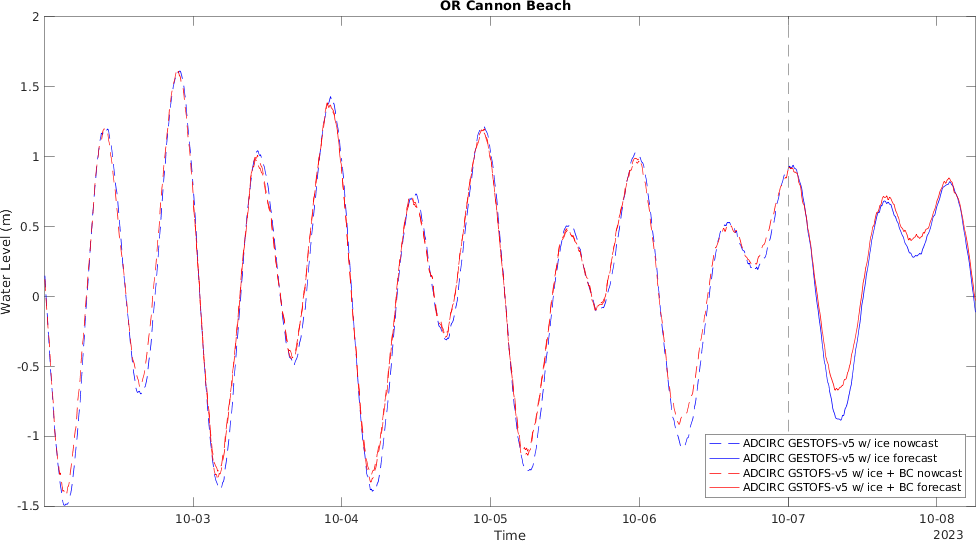 OR Cannon Beach
2
1.5
1
0.5
0
-0.5
-1
-1.5
Water Level (m)
10-03
10-04
10-05
10-06
10-07
10-08
Time
2023
ADCIRC GESTOFS-v5 w/ ice nowcast
ADCIRC GESTOFS-v5 w/ ice forecast
ADCIRC GSTOFS-v5 w/ ice + BC nowcast
ADCIRC GSTOFS-v5 w/ ice + BC forecast